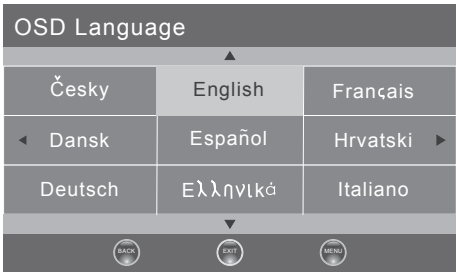 OSD Language
Česky English Français
Dansk Español Hrvatski
Deutsch Ελληνικά Italiano
BACK EXIT MENU